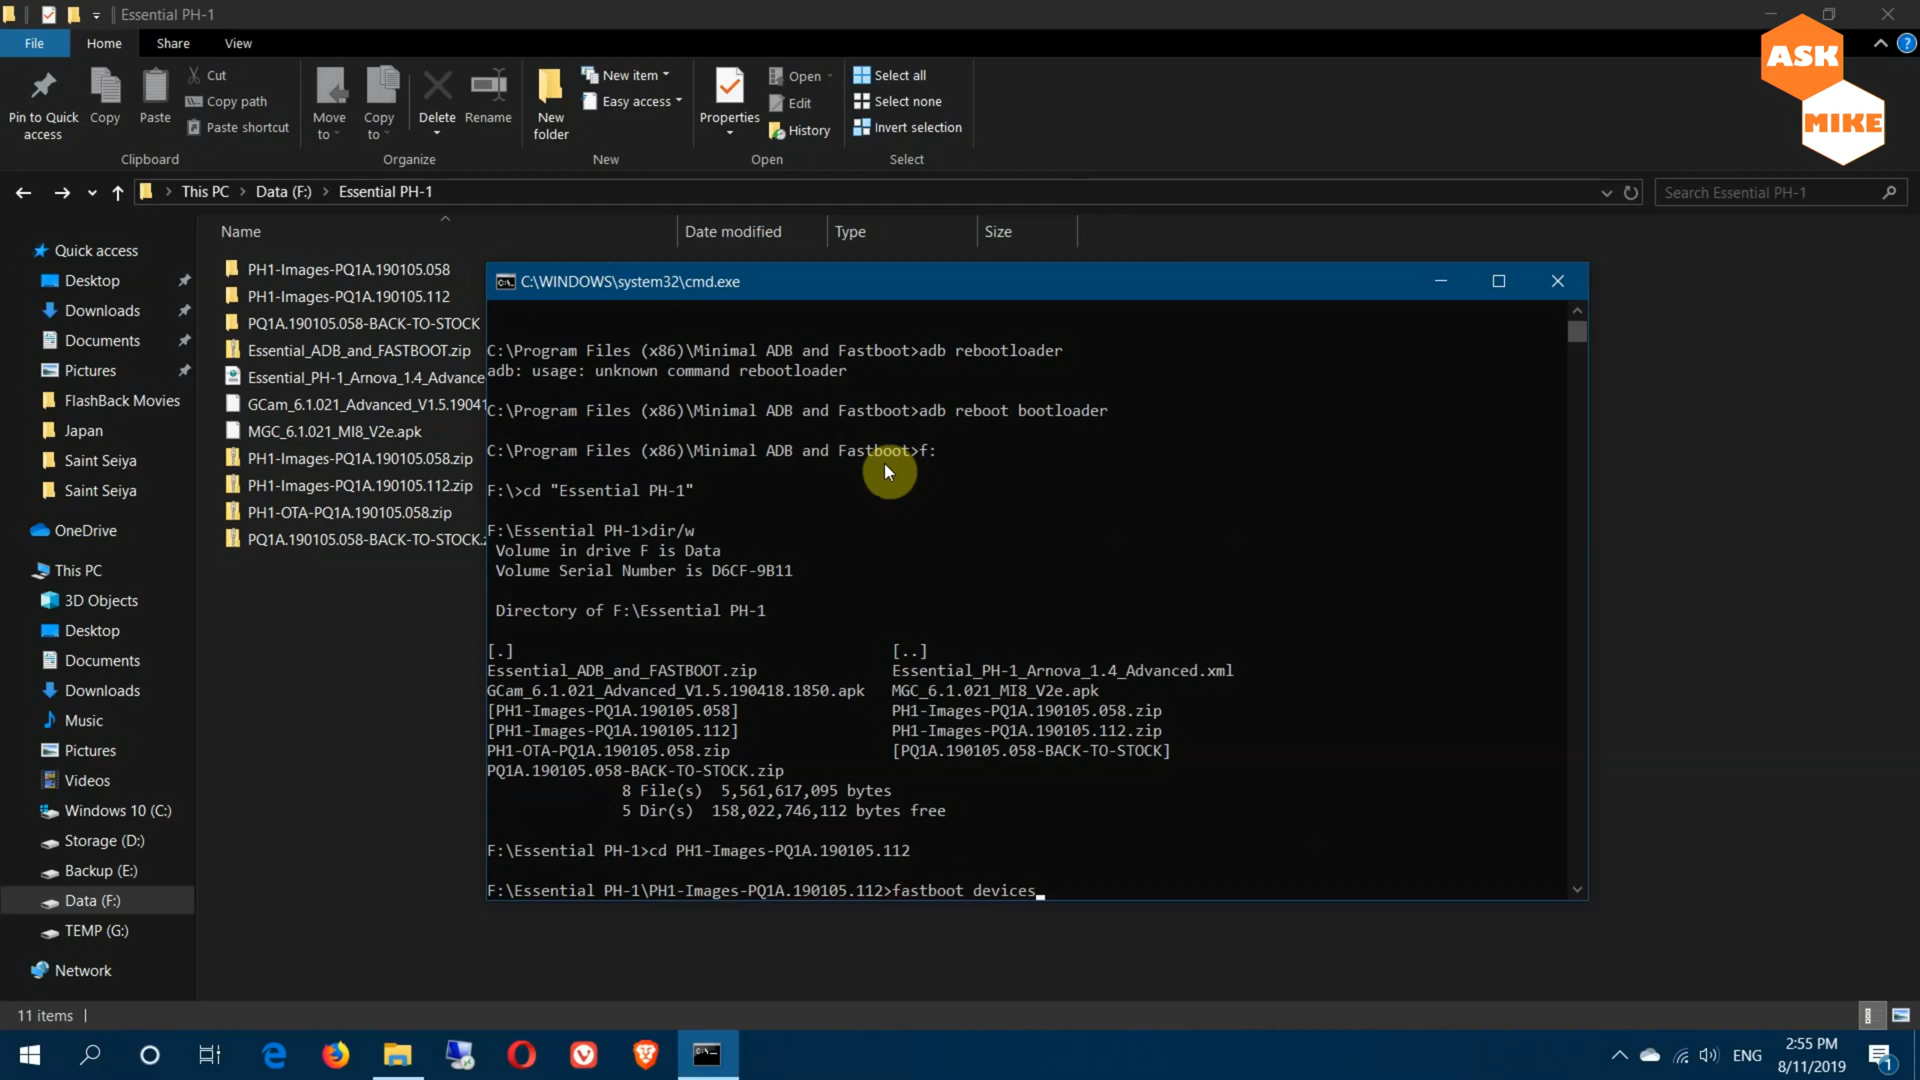 Essential PH-1
File
Home
Share
View
Pin to Quick access
Copy
Paste
Cut
Copy path
Paste shortcut
Clipboard
Move to
Copy to
Delete
Rename
Organize
New folder
New item
Easy access
New
Properties
Open
Edit
History
Open
Select all
Select none
Invert selection
Select
ASK
MIKE
This PC > Data (F:) > Essential PH-1
Search Essential PH-1
Name
Date modified
Type
Size
Quick access
Desktop
Downloads
Documents
Pictures
FlashBack Movies
Japan
Saint Seiya
Saint Seiya
OneDrive
This PC
3D Objects
Desktop
Documents
Downloads
Music
Pictures
Videos
Windows 10 (C:)
Storage (D:)
Backup (E:)
Data (F:)
TEMP (G:)
Network
PH1-Images-PQ1A.190105.058
PH1-Images-PQ1A.190105.112
PQ1A.190105.058-BACK-TO-STOCK
Essential_ADB_and_FASTBOOT.zip
Essential_PH-1_Arnova_1.4_Advance
GCam_6.1.021_Advanced_V1.5.19041
MGC_6.1.021_MI8_V2e.apk
PH1-Images-PQ1A.190105.058.zip
PH1-Images-PQ1A.190105.112.zip
PH1-OTA-PQ1A.190105.058.zip
PQ1A.190105.058-BACK-TO-STOCK.z
C:\WINDOWS\system32\cmd.exe
C:\Program Files (x86)\Minimal ADB and Fastboot>adb rebootloader
adb: usage: unknown command rebootloader
C:\Program Files (x86)\Minimal ADB and Fastboot>adb reboot bootloader
C:\Program Files (x86)\Minimal ADB and Fastboot>f:
F:\>cd "Essential PH-1"
F:\Essential PH-1>dir/w
Volume in drive F is Data
Volume Serial Number is D6CF-9B11
Directory of F:\Essential PH-1
[.] [..]
Essential_ADB_and_FASTBOOT.zip Essential_PH-1_Arnova_1.4_Advanced.xml
GCam_6.1.021_Advanced_V1.5.190418.1850.apk MGC_6.1.021_MI8_V2e.apk
[PH1-Images-PQ1A.190105.058] PH1-Images-PQ1A.190105.058.zip
[PH1-Images-PQ1A.190105.112] PH1-Images-PQ1A.190105.112.zip
PH1-OTA-PQ1A.190105.058.zip [PQ1A.190105.058-BACK-TO-STOCK]
PQ1A.190105.058-BACK-TO-STOCK.zip
8 File(s) 5,561,617,095 bytes
5 Dir(s) 158,022,746,112 bytes free
F:\Essential PH-1>cd PH1-Images-PQ1A.190105.112
F:\Essential PH-1\PH1-Images-PQ1A.190105.112>fastboot devices
11 items
ENG
2:55 PM
8/11/2019
1